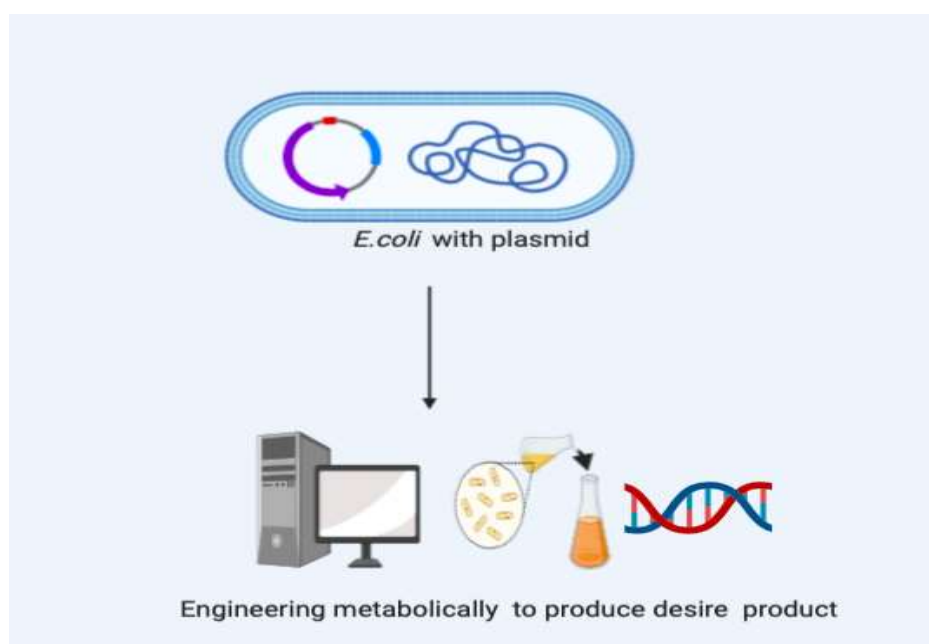 E.coli with plasmid
Engineering metabolically to produce desire product